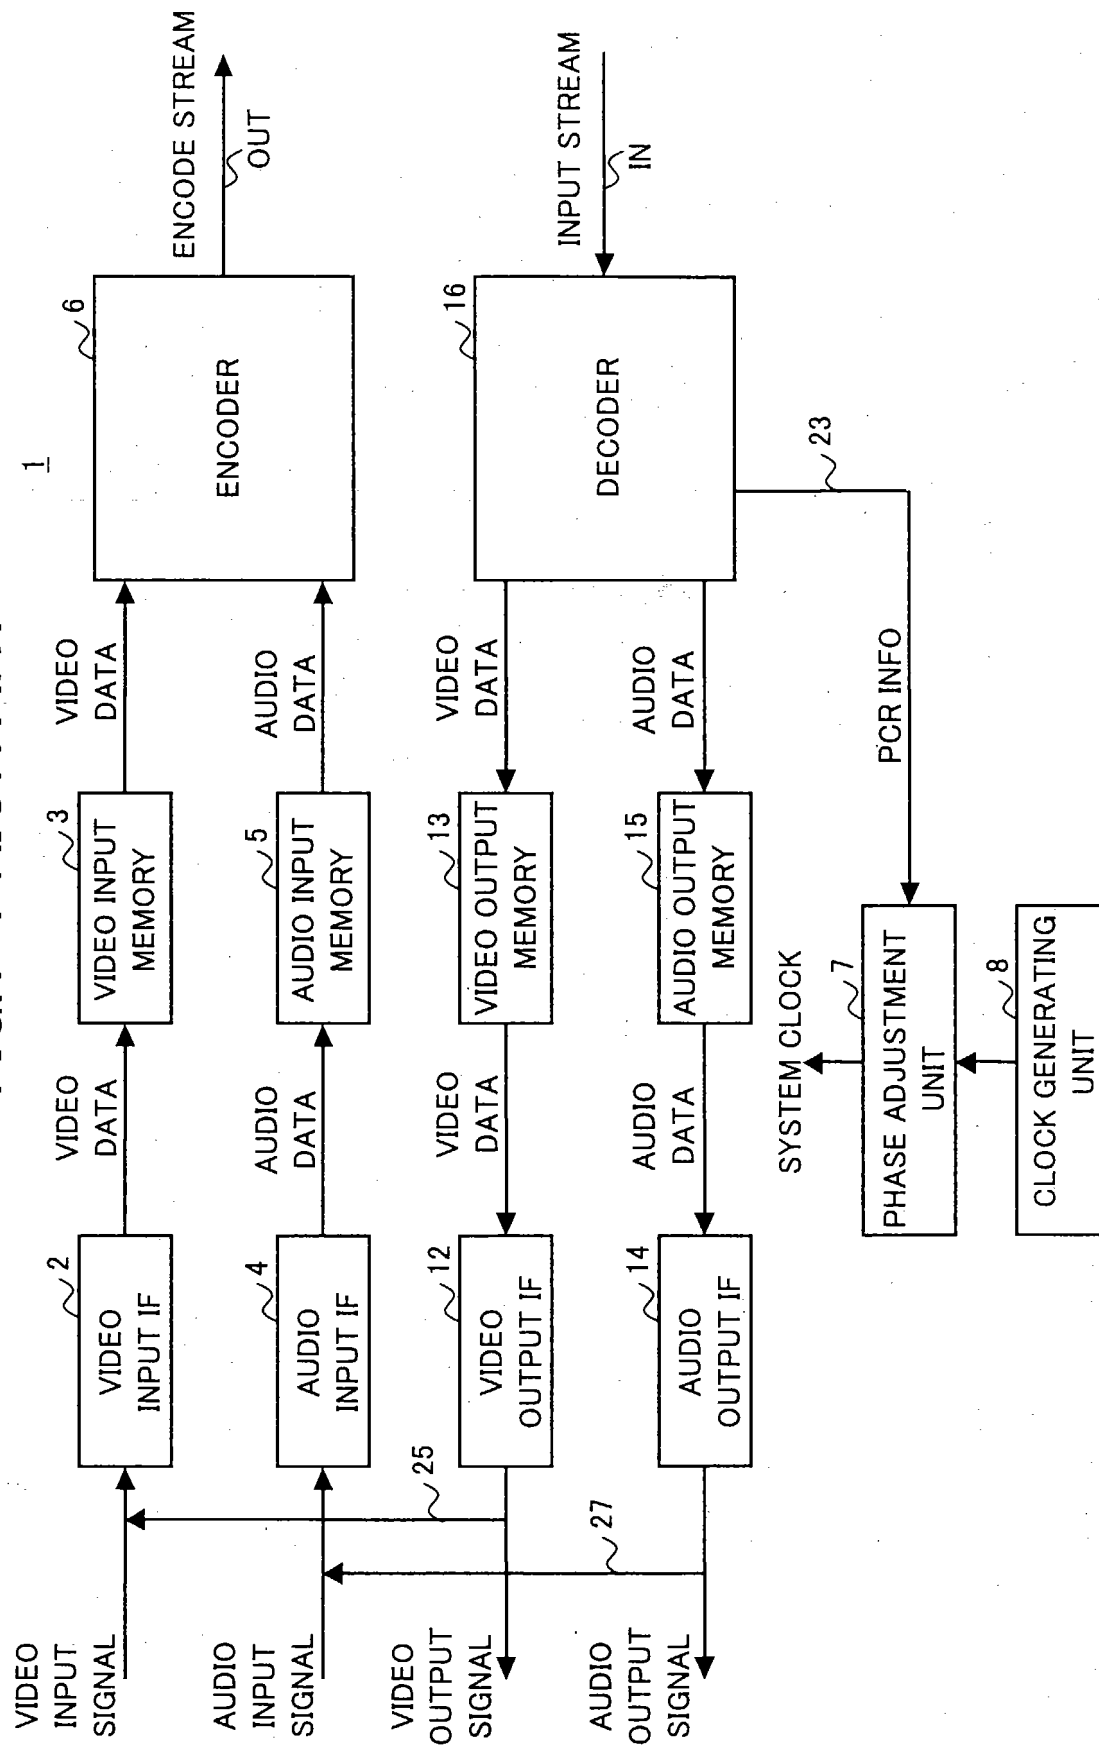 1
VIDEO
INPUT
SIGNAL
2
VIDEO
INPUT IF
VIDEO
DATA
3
VIDEO INPUT
MEMORY
VIDEO
DATA
6
ENCODER
ENCODE STREAM
OUT
AUDIO
INPUT
SIGNAL
4
AUDIO
INPUT IF
AUDIO
DATA
5
AUDIO INPUT
MEMORY
AUDIO
DATA
VIDEO
OUTPUT
SIGNAL
25
12
VIDEO
OUTPUT IF
VIDEO
DATA
13
VIDEO OUTPUT
MEMORY
VIDEO
DATA
16
DECODER
INPUT STREAM
IN
AUDIO
OUTPUT
SIGNAL
27
14
AUDIO
OUTPUT IF
AUDIO
DATA
15
AUDIO OUTPUT
MEMORY
AUDIO
DATA
23
SYSTEM CLOCK
7
PHASE ADJUSTMENT
UNIT
PCR INFO
8
CLOCK GENERATING
UNIT